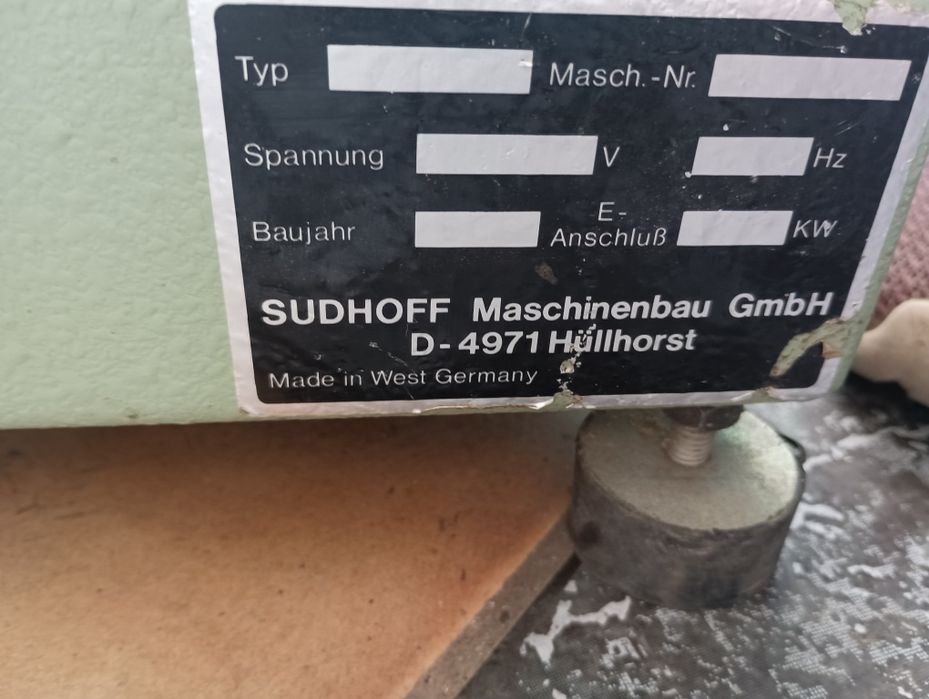 Typ Masch.-Nr.
Spannung V Hz
Baujahr E-Anschluß KW
SUDHOFF Maschinenbau GmbH
D-4971 Hüllhorst
Made in West Germany